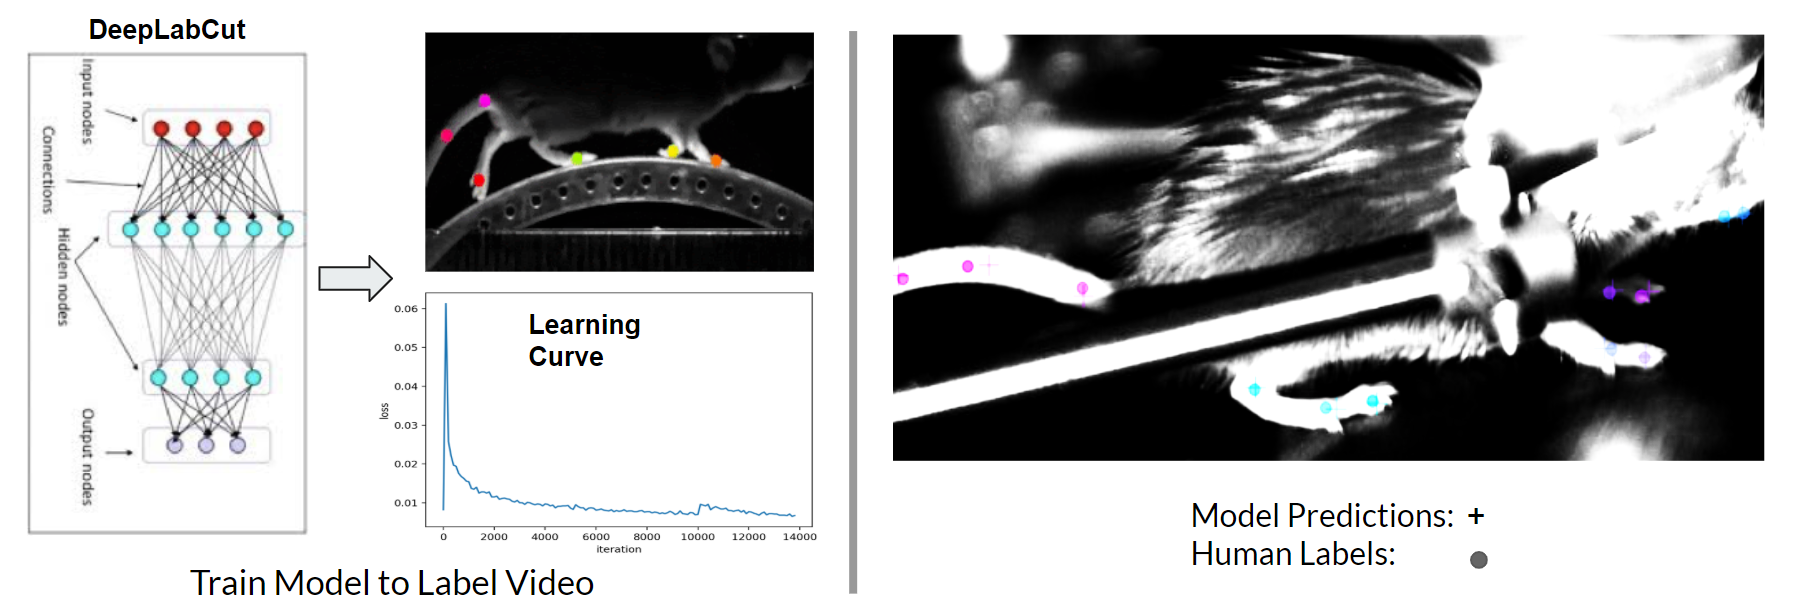 DeepLabCut
Input nodes
Connections
Hidden nodes
Output nodes
Learning
Curve
0.06
0.05
0.04
0.03
0.02
0.01
loss
0 2000 4000 6000 8000 10000 12000 14000
iteration
Train Model to Label Video
Model Predictions: +
Human Labels: